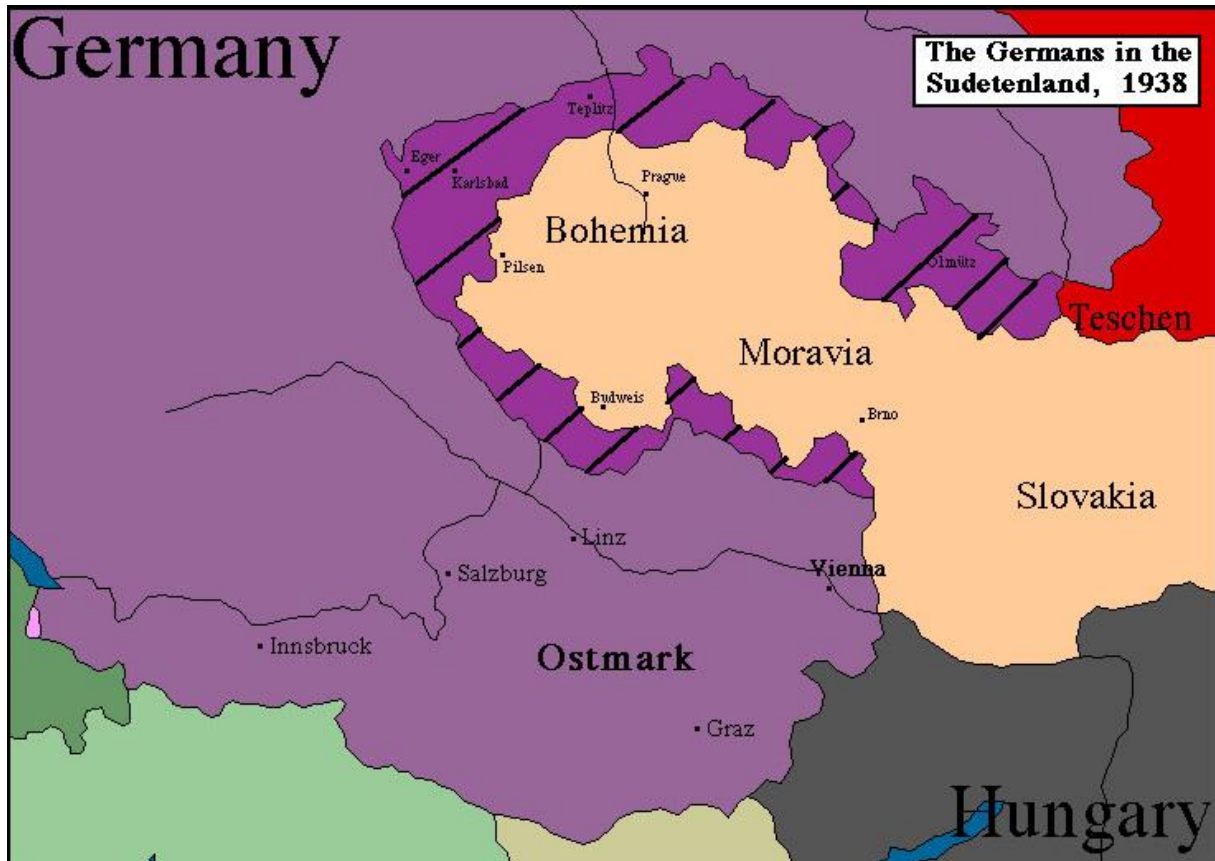 Germany
The Germans in the
Sudetenland, 1938
Teplitz
Eger
Karlsbad
Prague
Bohemia
Pilsen
Olmütz
Teschen
Moravia
Budweis
Brno
Slovakia
Linz
Salzburg
Vienna
Innsbruck
Ostmark
Graz
Hungary